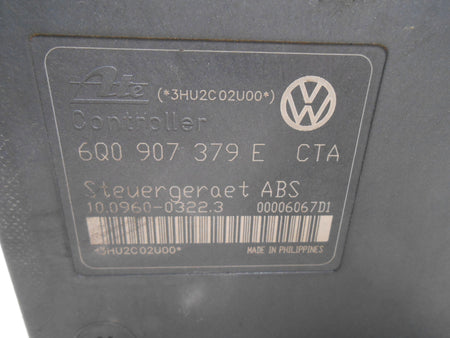 Ate (*3HU2C02U00*)
Controller
6Q0 907 379 E CTA
Steuergeraet ABS
10.0960-0322.3 00006067D1
*3HU2C02U00* MADE IN PHILIPPINES